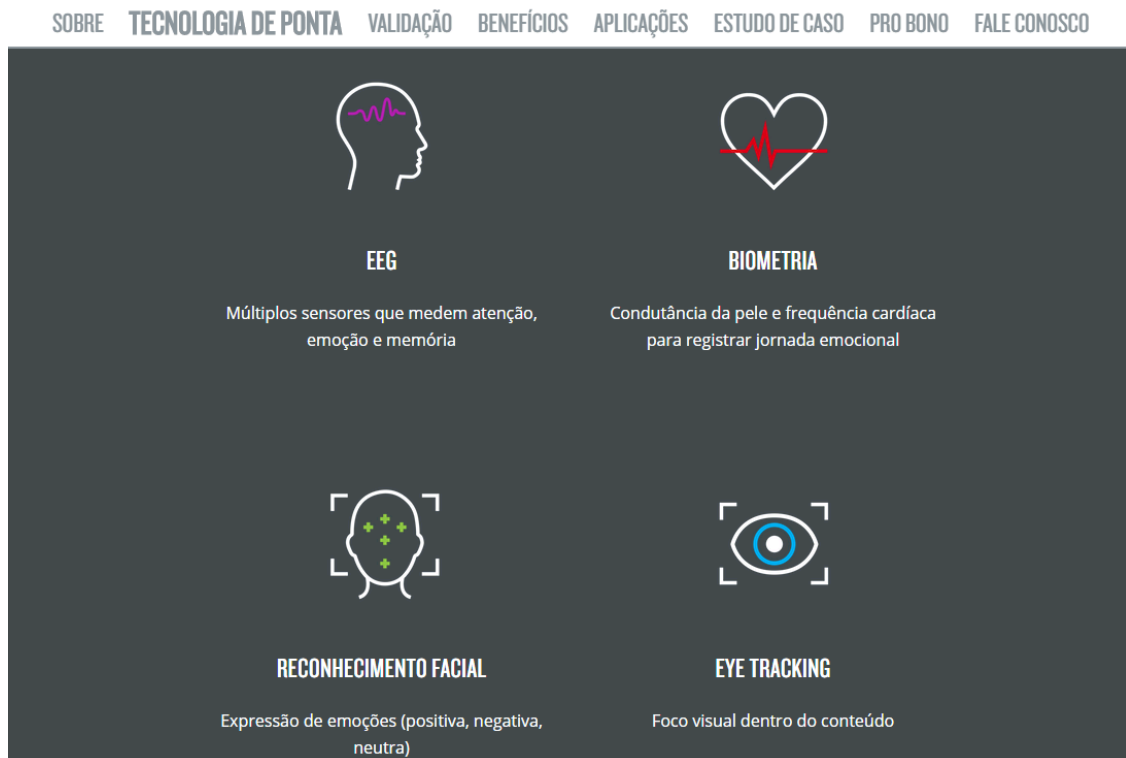 SOBRE TECNOLOGIA DE PONTA VALIDAÇÃO BENEFÍCIOS APLICAÇÕES ESTUDO DE CASO PRO BONO FALE CONOSCO
EEG
Múltiplos sensores que medem atenção,
emoção e memória
BIOMETRIA
Condutância da pele e frequência cardíaca
para registrar jornada emocional
RECONHECIMENTO FACIAL
Expressão de emoções (positiva, negativa,
neutra)
EYE TRACKING
Foco visual dentro do conteúdo